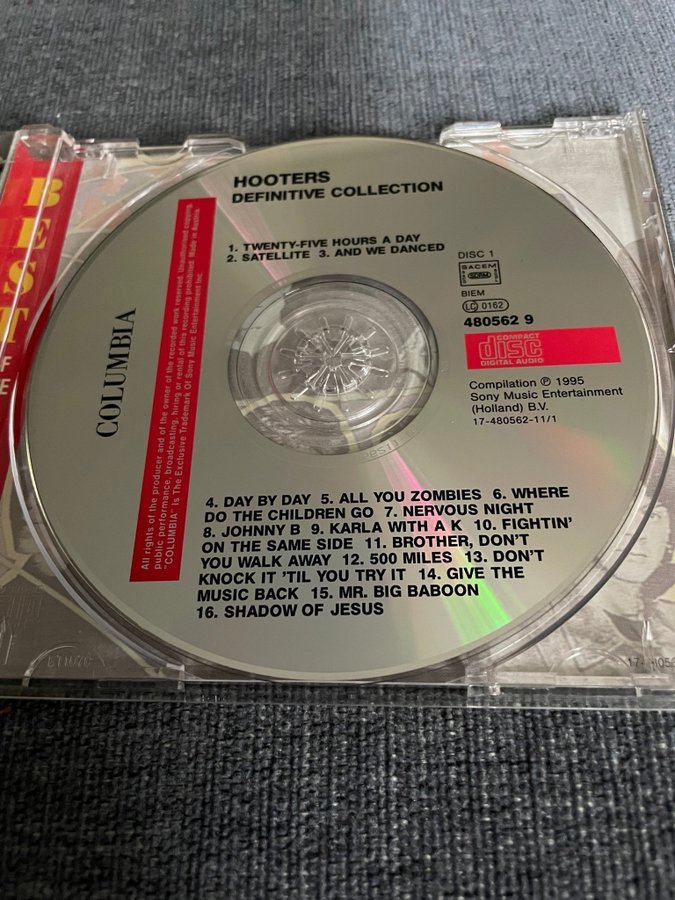 BEST
F
E
HOOTERS
DEFINITIVE COLLECTION
1. TWENTY-FIVE HOURS A DAY
2. SATELLITE 3. AND WE DANCED
DISC 1
SACEM
SDRM
BIEM
LC 0162
480562 9
COMPACT
disc
DIGITAL AUDIO
Compilation ℗ 1995
Sony Music Entertainment
(Holland) B.V.
17-480562-11/1
COLUMBIA
All rights of the producer and of the owner of the recorded work reserved. Unauthorised copying,
public performance, broadcasting, hiring or rental of this recording prohibited. Made in Austria.
"COLUMBIA" Is The Exclusive Trademark Of Sony Music Entertainment Inc.
4. DAY BY DAY 5. ALL YOU ZOMBIES 6. WHERE
DO THE CHILDREN GO 7. NERVOUS NIGHT
8. JOHNNY B 9. KARLA WITH A K 10. FIGHTIN'
ON THE SAME SIDE 11. BROTHER, DON'T
YOU WALK AWAY 12. 500 MILES 13. DON'T
KNOCK IT 'TIL YOU TRY IT 14. GIVE THE
MUSIC BACK 15. MR. BIG BABOON
16. SHADOW OF JESUS